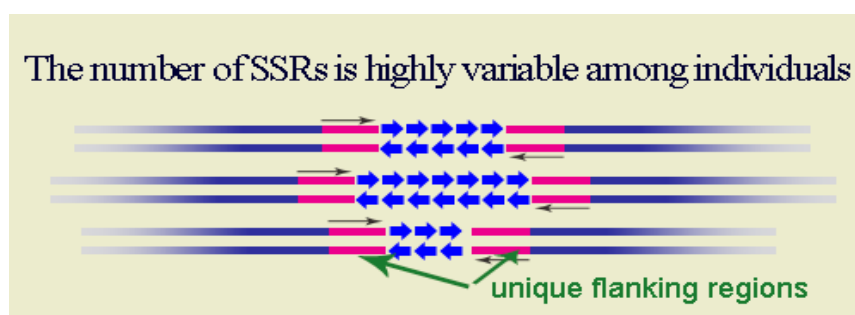 The number of SSRs is highly variable among individuals
unique flanking regions